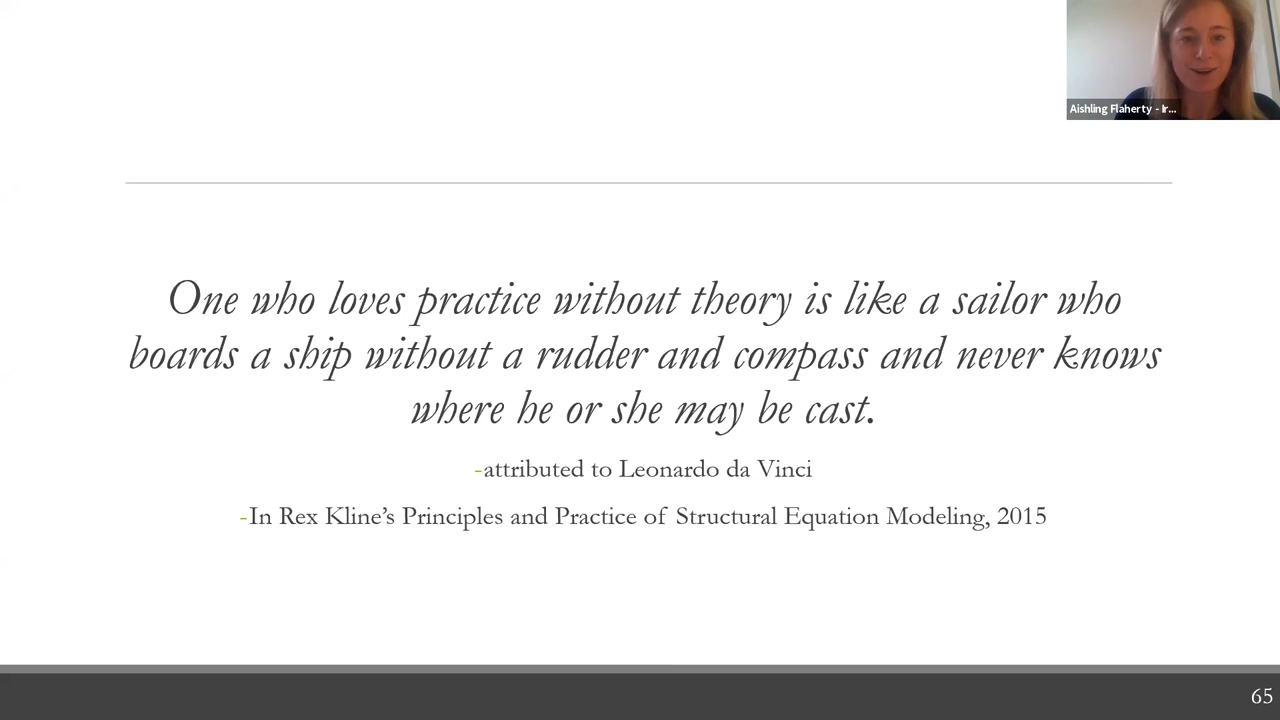 Aishling Flaherty - Ir...
One who loves practice without theory is like a sailor who
boards a ship without a rudder and compass and never knows
where he or she may be cast.
-attributed to Leonardo da Vinci
-In Rex Kline’s Principles and Practice of Structural Equation Modeling, 2015
65